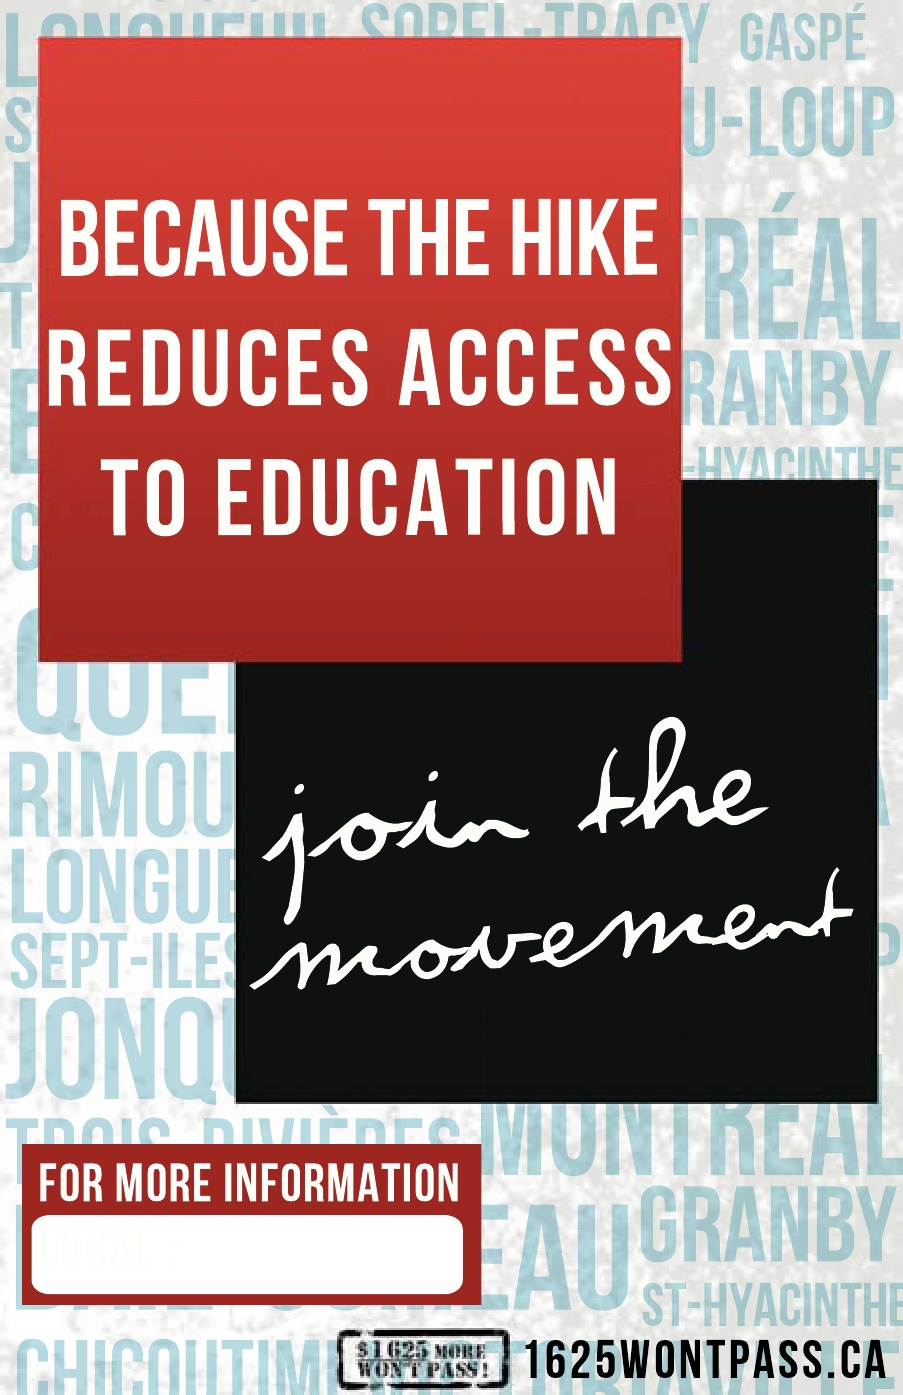 LONGUEUIL SOREL-TRACY GASPÉ
U-LOUP
BECAUSE THE HIKE
REDUCES ACCESS
TO EDUCATION
TRÉAL
RANBY
-HYACINTHE
QUE
RIMOU
LONGUE
SEPT-ILES
JONQU
join the
movement
TROIS-RIVIÈRES MONTRÉAL
FOR MORE INFORMATION
GRANBY
EAU
ST-HYACINTHE
CHICOUTIM
$1625 MORE
WON'T PASS!
1625WONTPASS.CA